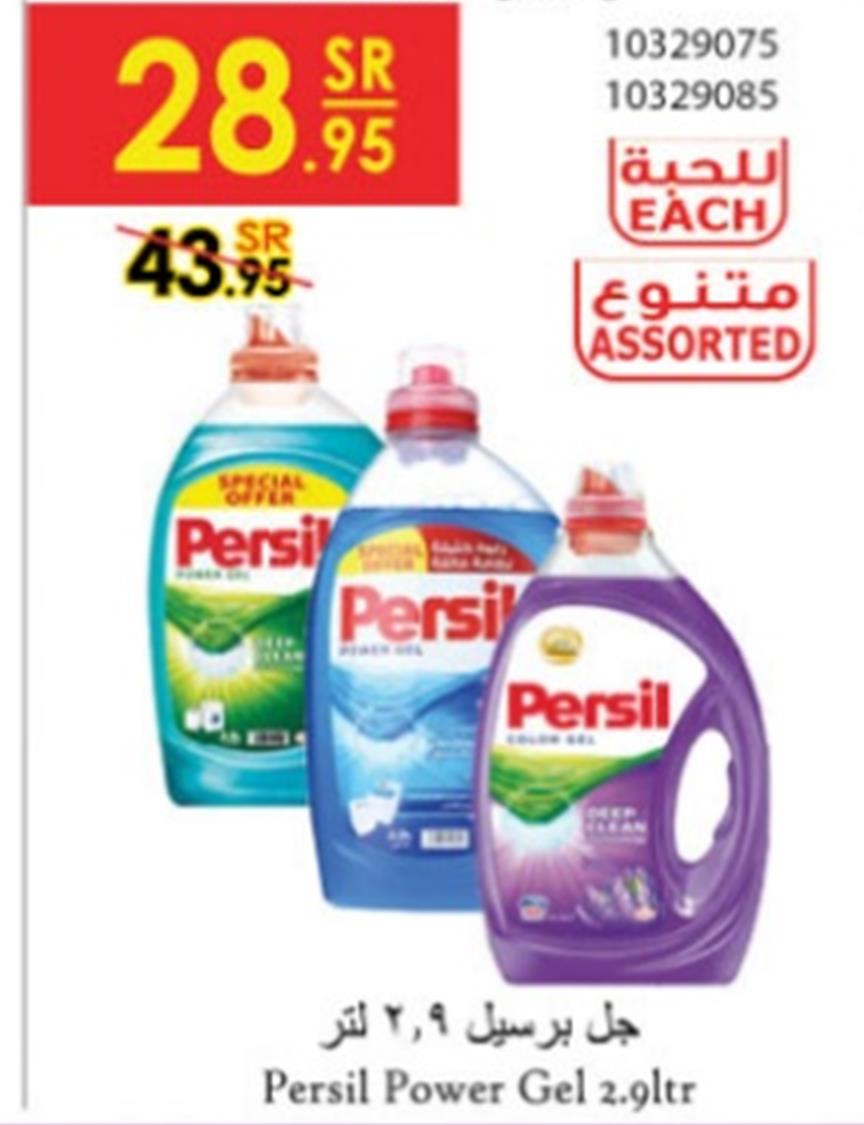 28.95 SR
10329075
10329085
للحبة
EACH
43.95 SR
متنوع
ASSORTED
SPECIAL
OFFER
Persil
POWER GEL
DEEP
CLEAN
SPECIAL
OFFER
Persil
POWER GEL
Persil
COLOR GEL
DEEP
CLEAN
جل برسيل ٢,٩ لتر
Persil Power Gel 2.9ltr